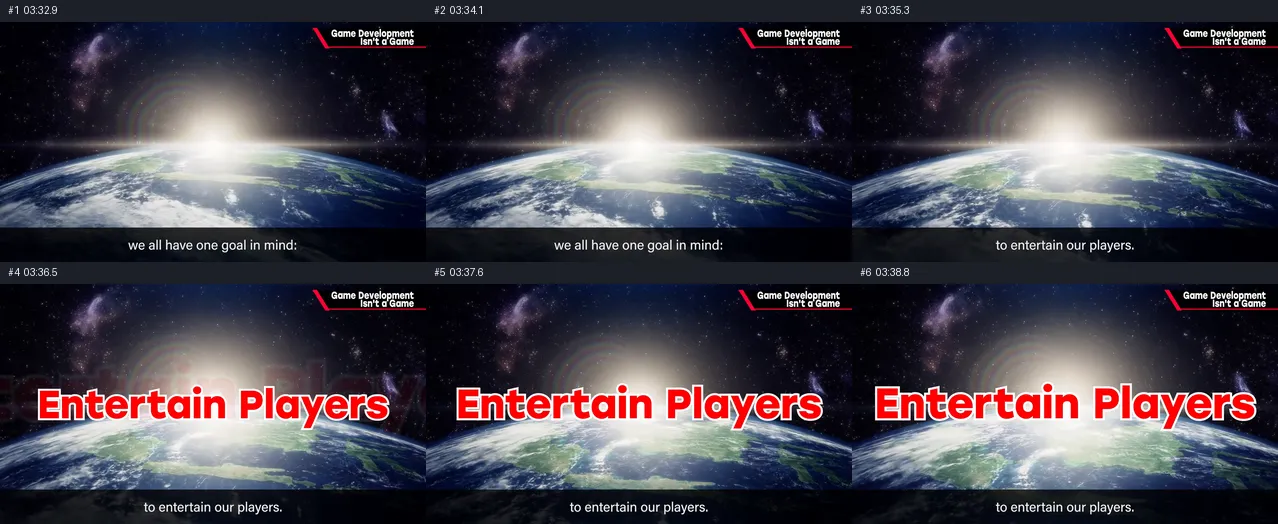 #1 03:32.9
Game Development
Isn't a Game
we all have one goal in mind:
#2 03:34.1
Game Development
Isn't a Game
we all have one goal in mind:
#3 03:35.3
Game Development
Isn't a Game
to entertain our players.
#4 03:36.5
Game Development
Isn't a Game
Entertain Players
to entertain our players.
#5 03:37.6
Game Development
Isn't a Game
Entertain Players
to entertain our players.
#6 03:38.8
Game Development
Isn't a Game
Entertain Players
to entertain our players.